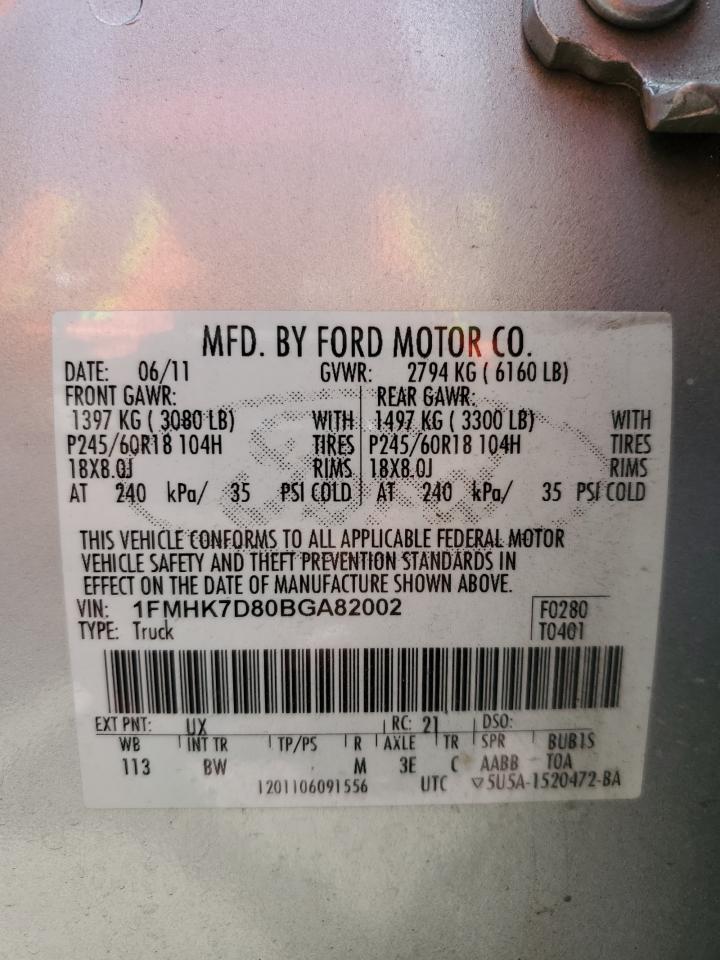 MFD. BY FORD MOTOR CO.
DATE: 06/11 GVWR: 2794 KG ( 6160 LB)
FRONT GAWR: REAR GAWR:
1397 KG ( 3080 LB) WITH 1497 KG ( 3300 LB) WITH
P245/60R18 104H TIRES P245/60R18 104H TIRES
18X8.0J RIMS 18X8.0J RIMS
AT 240 kPa/ 35 PSI COLD AT 240 kPa/ 35 PSI COLD
THIS VEHICLE CONFORMS TO ALL APPLICABLE FEDERAL MOTOR
VEHICLE SAFETY AND THEFT PREVENTION STANDARDS IN
EFFECT ON THE DATE OF MANUFACTURE SHOWN ABOVE.
VIN: 1FMHK7D80BGA82002 F0280
TYPE: Truck T0401
EXT PNT: UX RC: 21 DSO:
WB INT TR TP/PS R AXLE TR SPR BUB1S
113 BW M 3E C AABB TOA
1201106091556 UTC ▽5U5A-1520472-BA